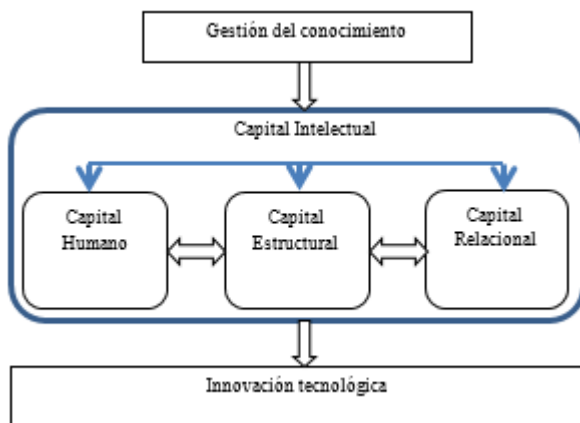 Gestión del conocimiento
Capital Intelectual
Capital
Humano
Capital
Estructural
Capital
Relacional
Innovación tecnológica